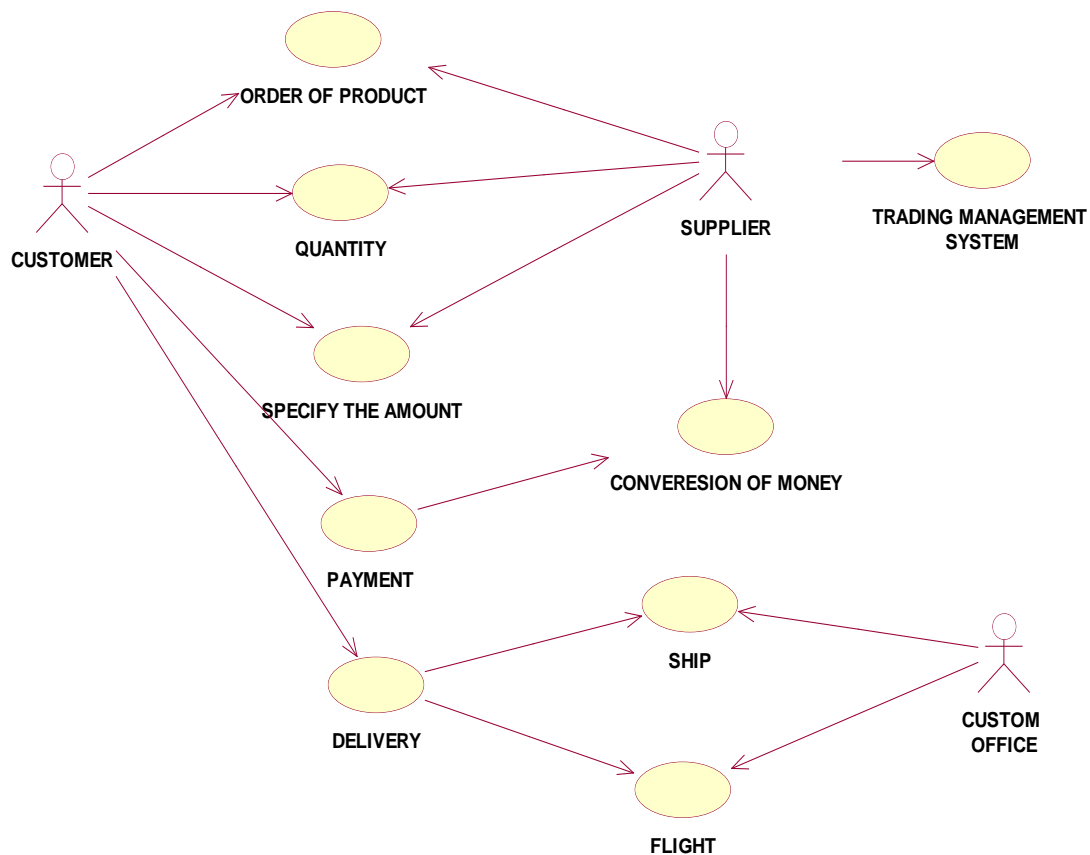 ORDER OF PRODUCT
CUSTOMER
QUANTITY
SUPPLIER
TRADING MANAGEMENT
SYSTEM
SPECIFY THE AMOUNT
CONVERESION OF MONEY
PAYMENT
SHIP
DELIVERY
CUSTOM
OFFICE
FLIGHT